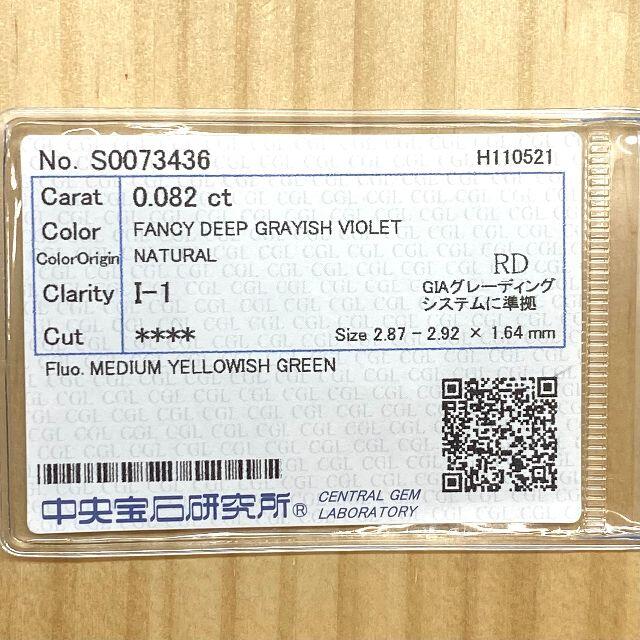 No. S0073436 H110521
Carat 0.082 ct
Color FANCY DEEP GRAYISH VIOLET
ColorOrigin NATURAL
RD
Clarity I-1
GIAグレーディング
システムに準拠
Cut **** Size 2.87 - 2.92 × 1.64 mm
Fluo. MEDIUM YELLOWISH GREEN
中央宝石研究所® CENTRAL GEM
LABORATORY